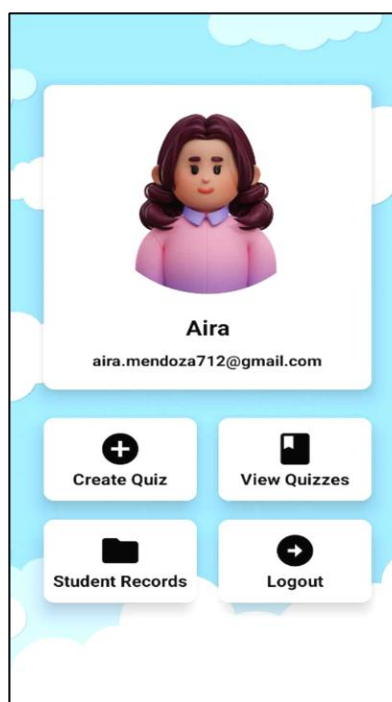 Aira
aira.mendoza712@gmail.com
Create Quiz
View Quizzes
Student Records
Logout